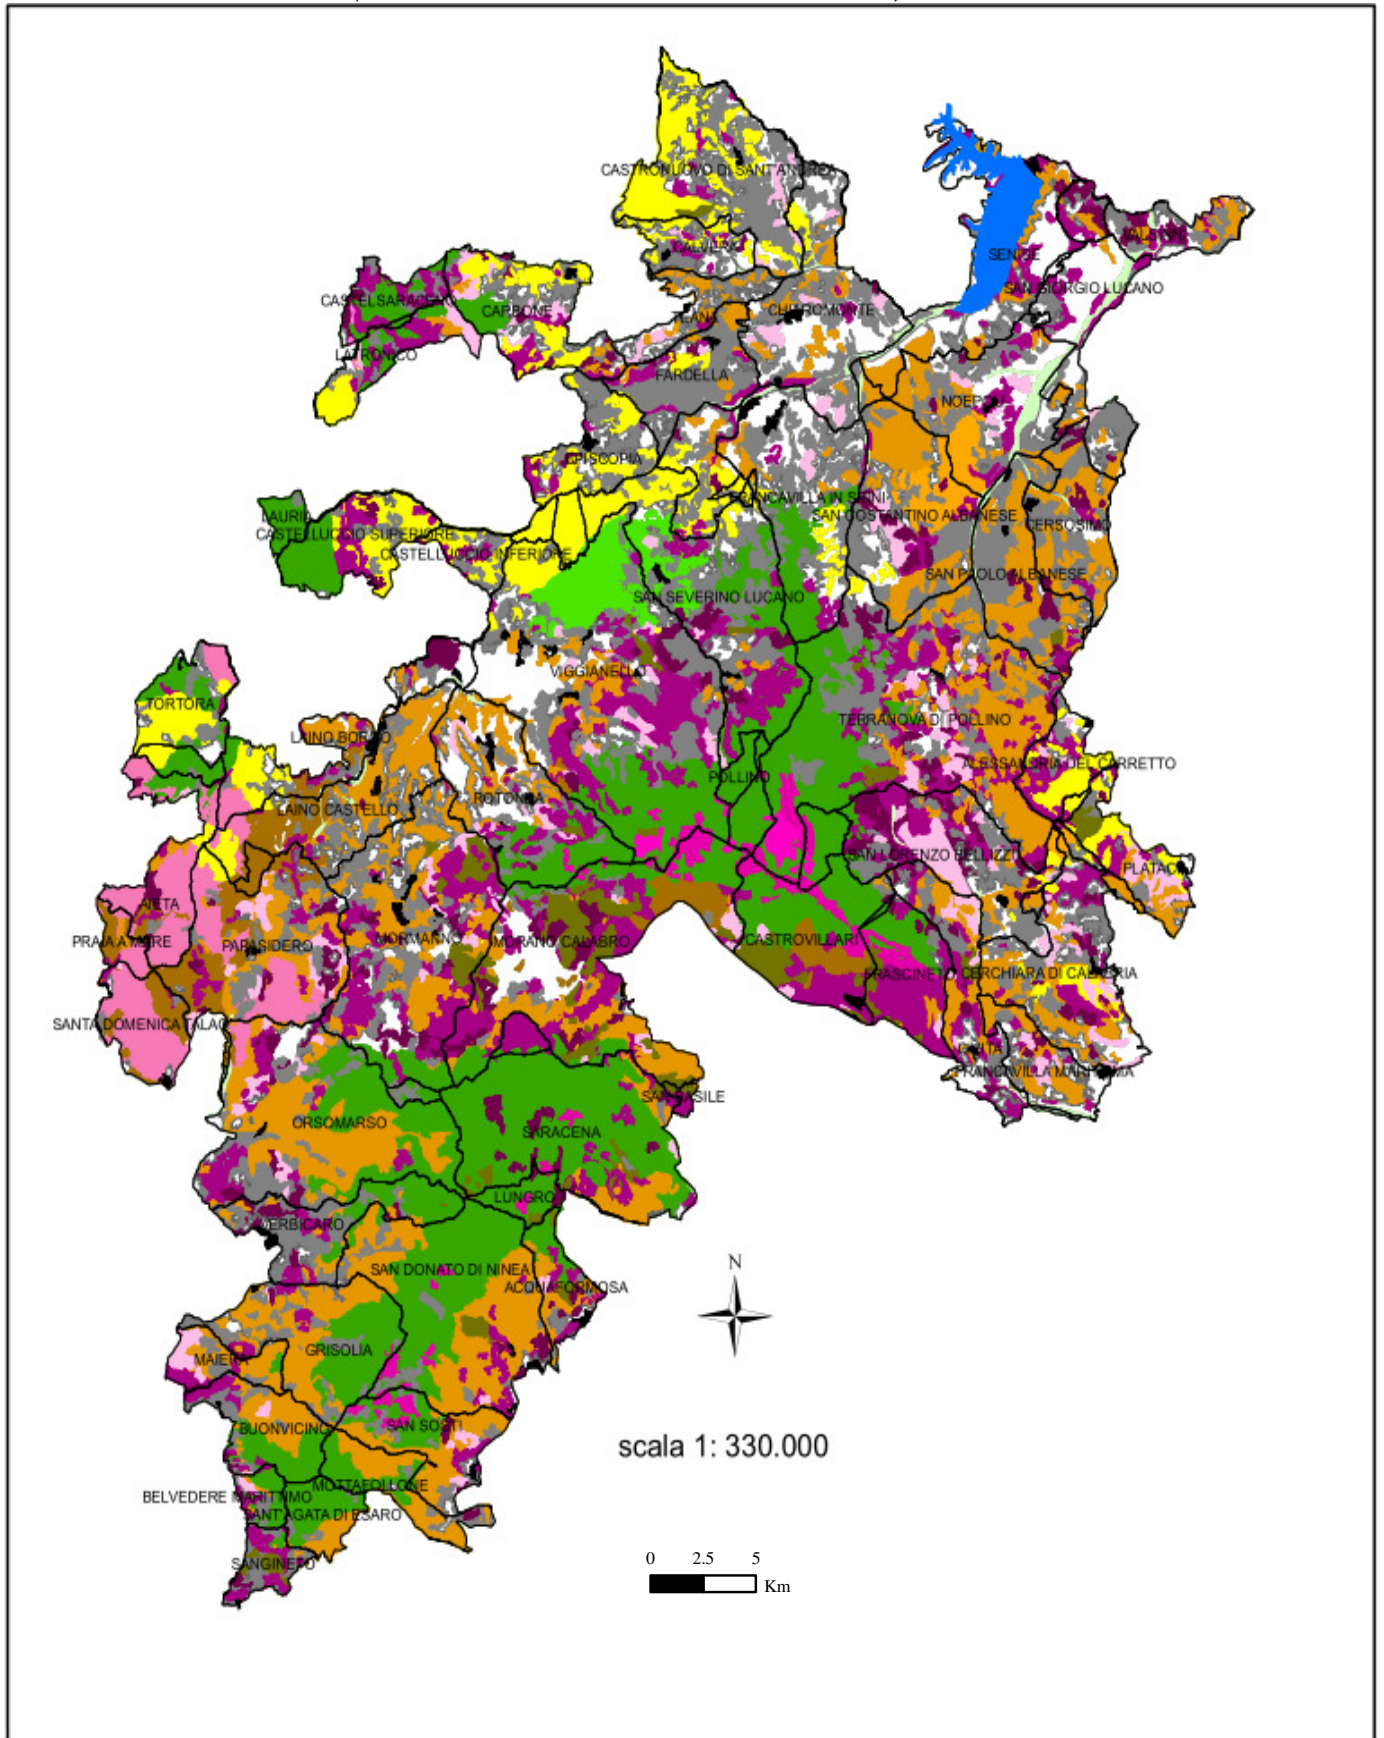 CASTRONUOVO DI SANT'ANDREA
CALVERA
SENISE
VALSINNI
SAN GIORGIO LUCANO
CASTELSARACENO
CARBONE
TEANA
CHIAROMONTE
LATRONICO
FARDELLA
NOEPOLI
EPISCOPIA
FRANCAVILLA IN SINNI
LAURIA
SAN COSTANTINO ALBANESE
CERSOSIMO
CASTELLUCCIO SUPERIORE
CASTELLUCCIO INFERIORE
SAN PAOLO ALBANESE
SAN SEVERINO LUCANO
VIGGIANELLO
TORTORA
TERRANOVA DI POLLINO
LAINO BORGO
ALESSANDRIA DEL CARRETTO
POLLINO
ROTONDA
LAINO CASTELLO
SAN LORENZO BELLIZZI
PLATACI
AIETA
PRAIA A MARE
PAPASIDERO
MORMANNO
MORANO CALABRO
CASTROVILLARI
FRASCINETO
CERCHIARA DI CALABRIA
SANTA DOMENICA TALAO
CIVITA
FRANCAVILLA MARITTIMA
SAN BASILE
ORSOMARSO
SARACENA
LUNGRO
VERBICARO
SAN DONATO DI NINEA
ACQUAFORMOSA
N
GRISOLIA
MAIERA
BUONVICINO
SAN SOSTI
scala 1: 330.000
MOTTAFOLLONE
BELVEDERE MARITTIMO
SANT'AGATA DI ESARO
SANGINETO
0 2.5 5
Km